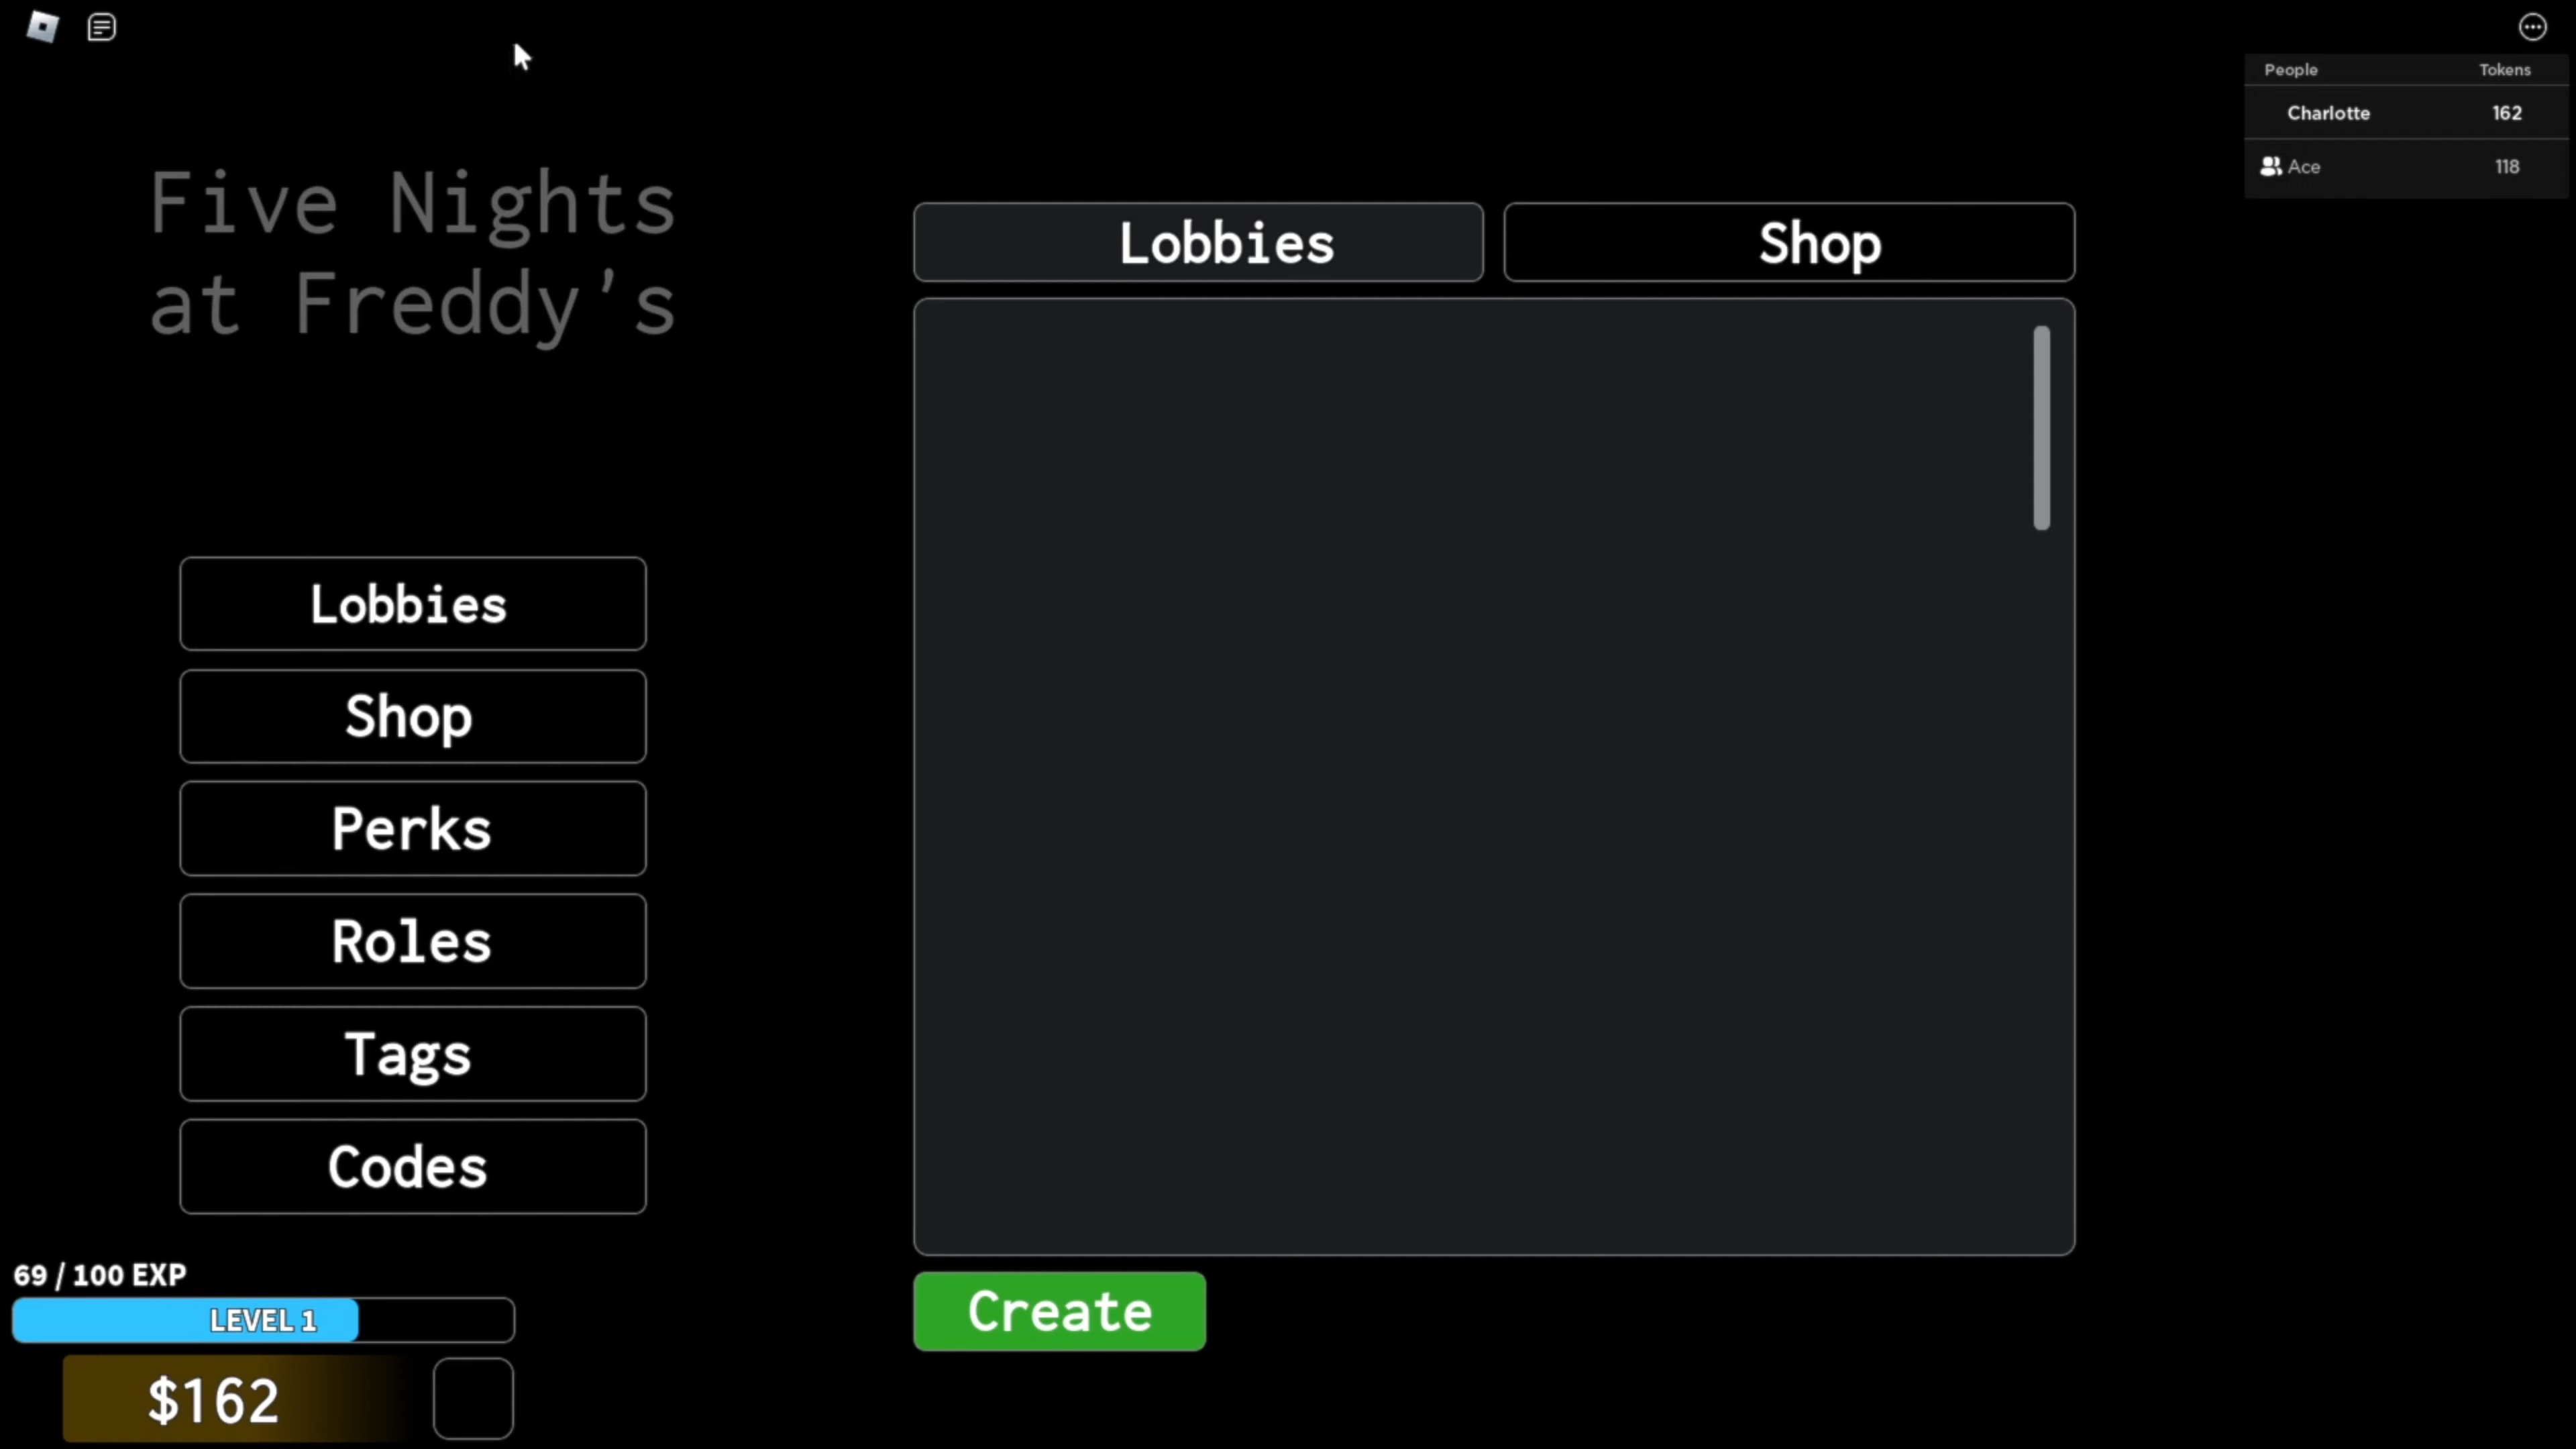 People Tokens
Charlotte 162
Ace 118
Five Nights
at Freddy's
Lobbies Shop
Lobbies
Shop
Perks
Roles
Tags
Codes
69 / 100 EXP
LEVEL 1
$162
Create